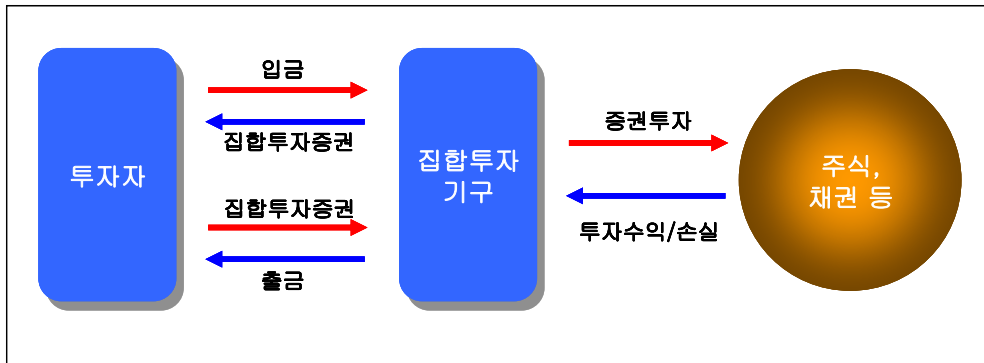 투자자
입금
집합투자증권
집합투자증권
출금
집합투자
기구
증권투자
투자수익/손실
주식,
채권 등